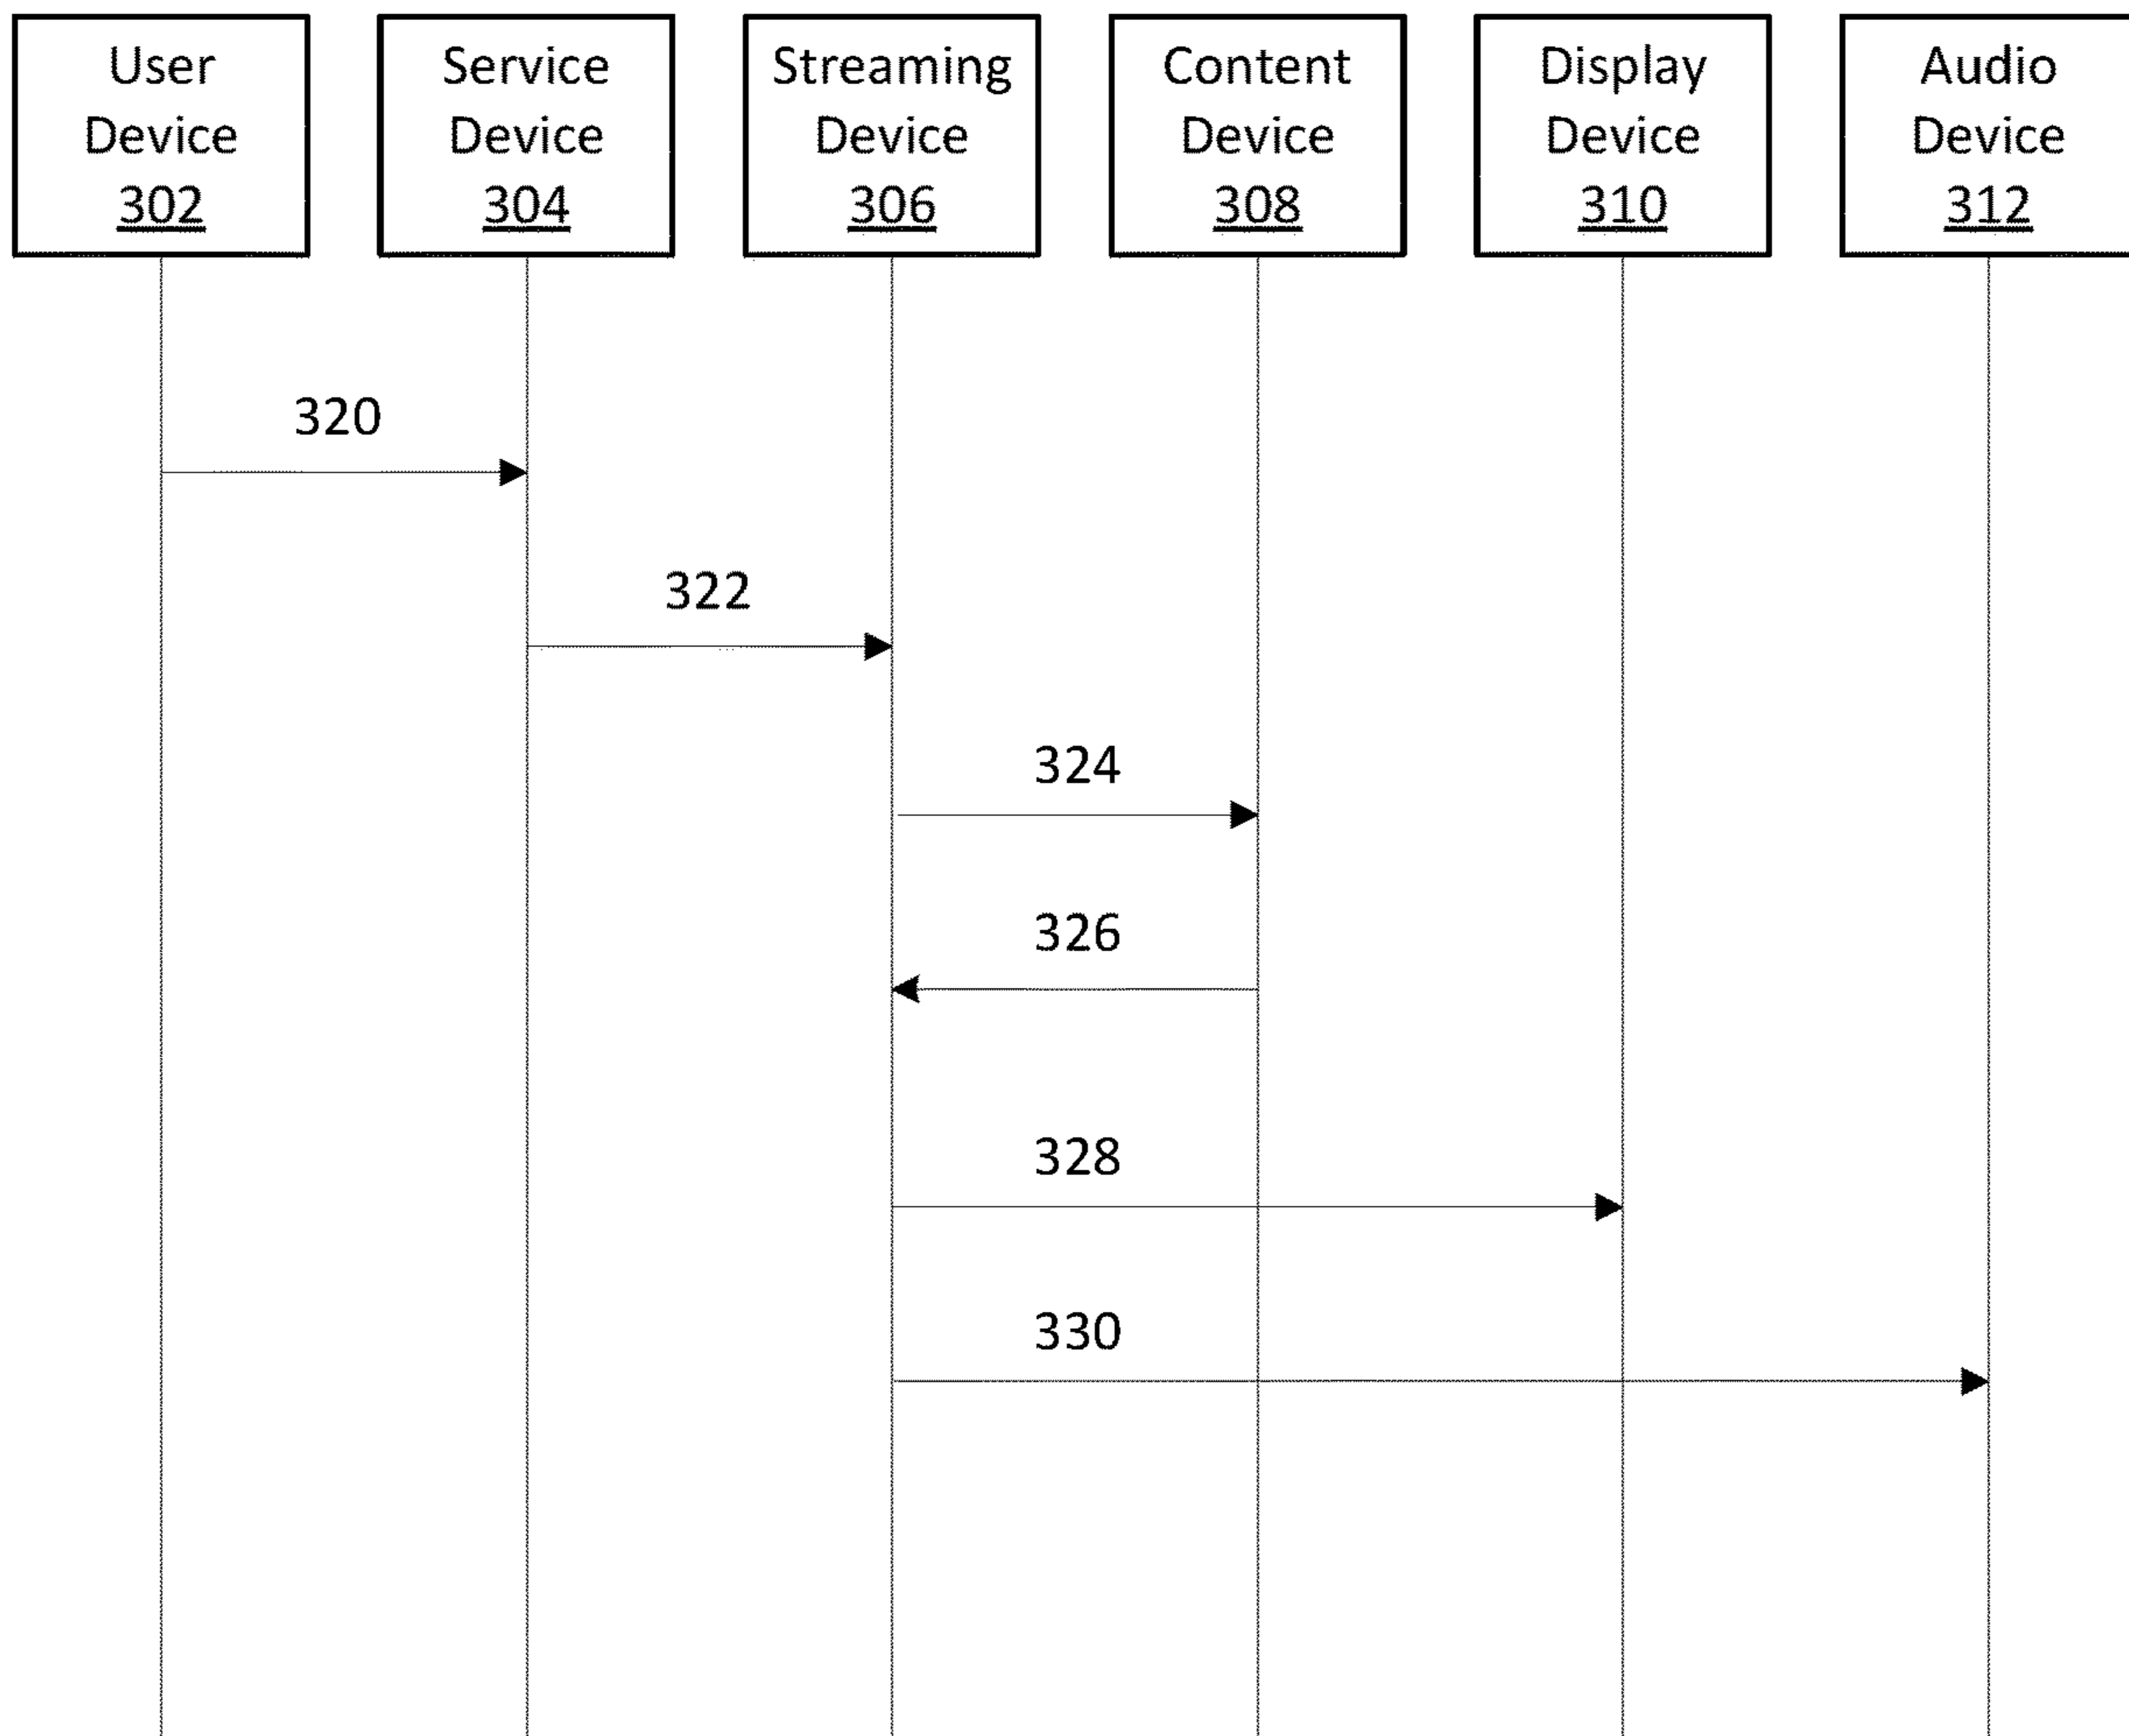 User
Device
302
Service
Device
304
Streaming
Device
306
Content
Device
308
Display
Device
310
Audio
Device
312
320
322
324
326
328
330